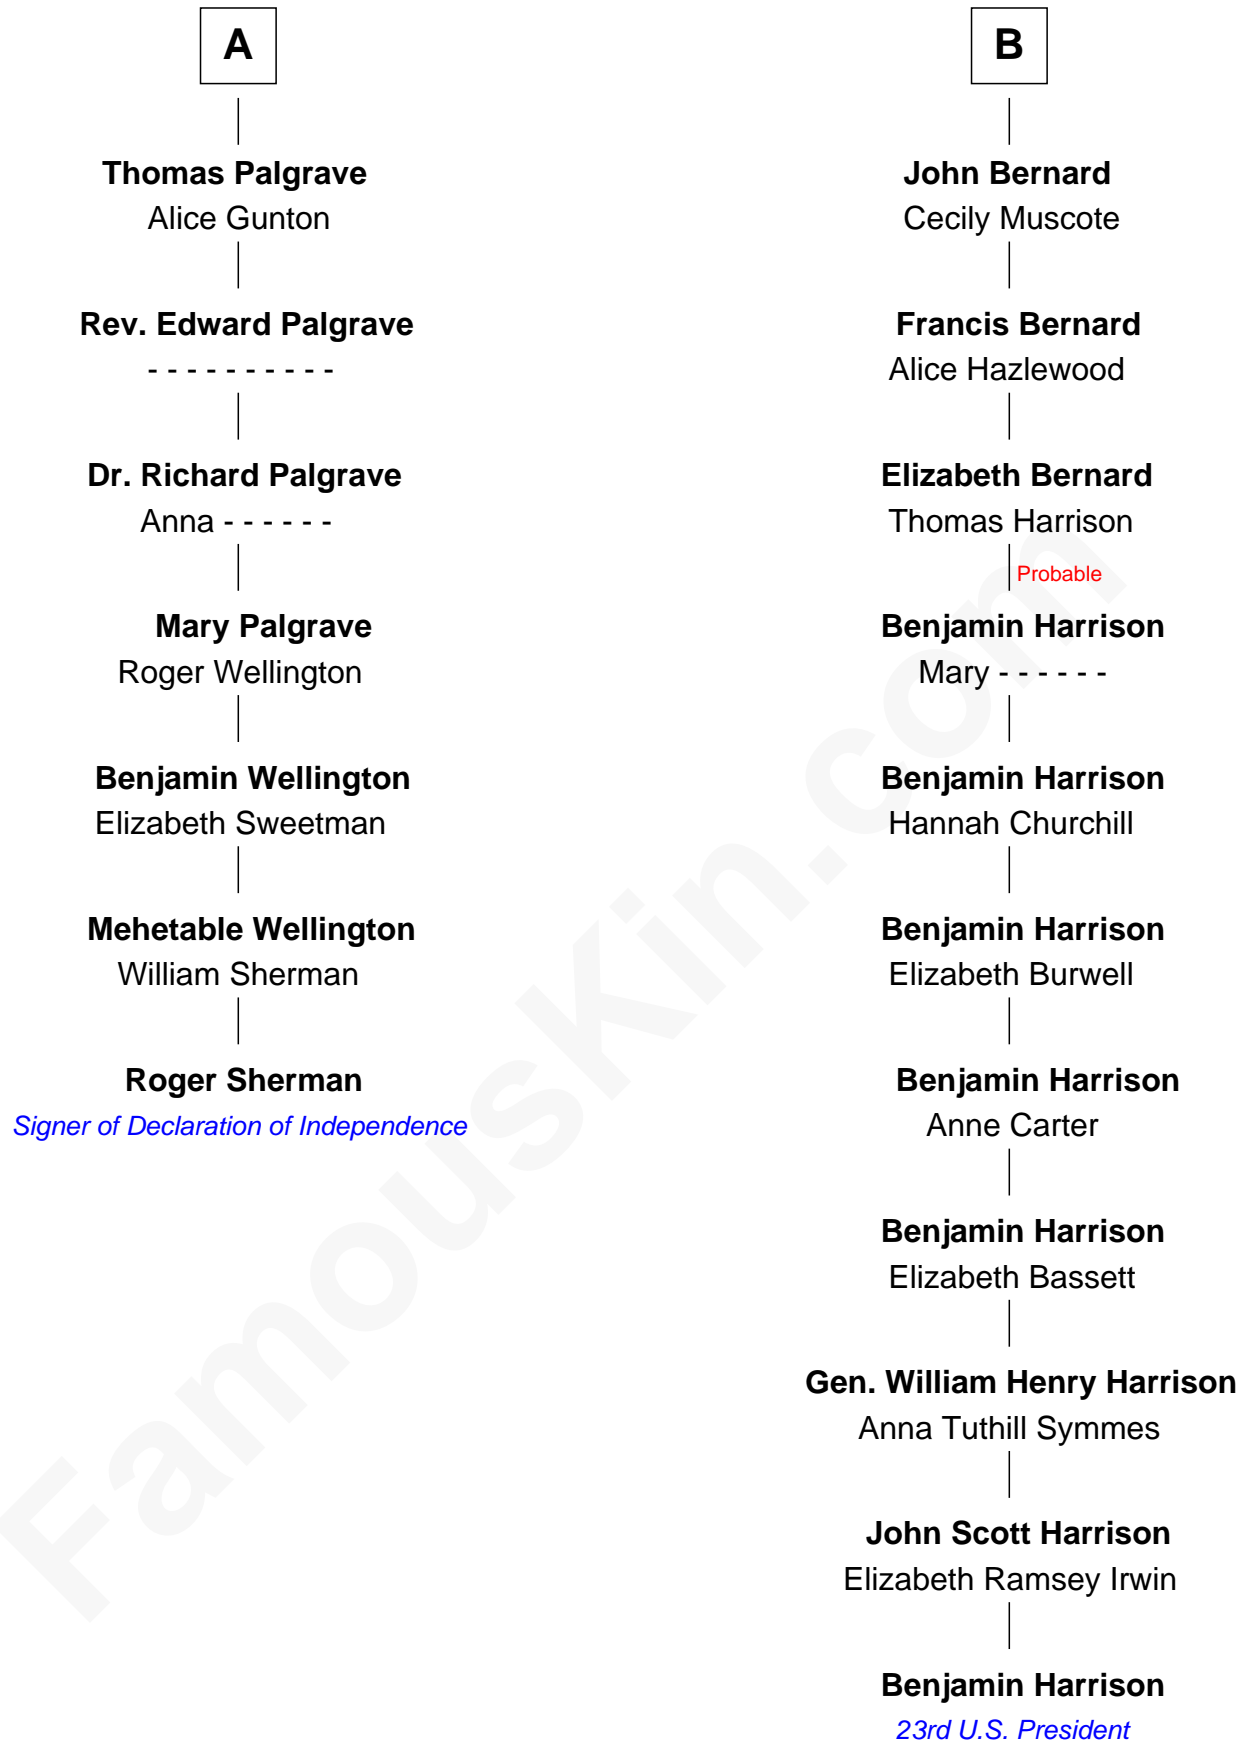 A
Thomas Palgrave
Alice Gunton
Rev. Edward Palgrave
- - - - - - - - - -
Dr. Richard Palgrave
Anna - - - - - -
Mary Palgrave
Roger Wellington
Benjamin Wellington
Elizabeth Sweetman
Mehetable Wellington
William Sherman
Roger Sherman
Signer of Declaration of Independence
B
John Bernard
Cecily Muscote
Francis Bernard
Alice Hazlewood
Elizabeth Bernard
Thomas Harrison
Probable
Benjamin Harrison
Mary - - - - - -
Benjamin Harrison
Hannah Churchill
Benjamin Harrison
Elizabeth Burwell
Benjamin Harrison
Anne Carter
Benjamin Harrison
Elizabeth Bassett
Gen. William Henry Harrison
Anna Tuthill Symmes
John Scott Harrison
Elizabeth Ramsey Irwin
Benjamin Harrison
23rd U.S. President
FamousKin.com